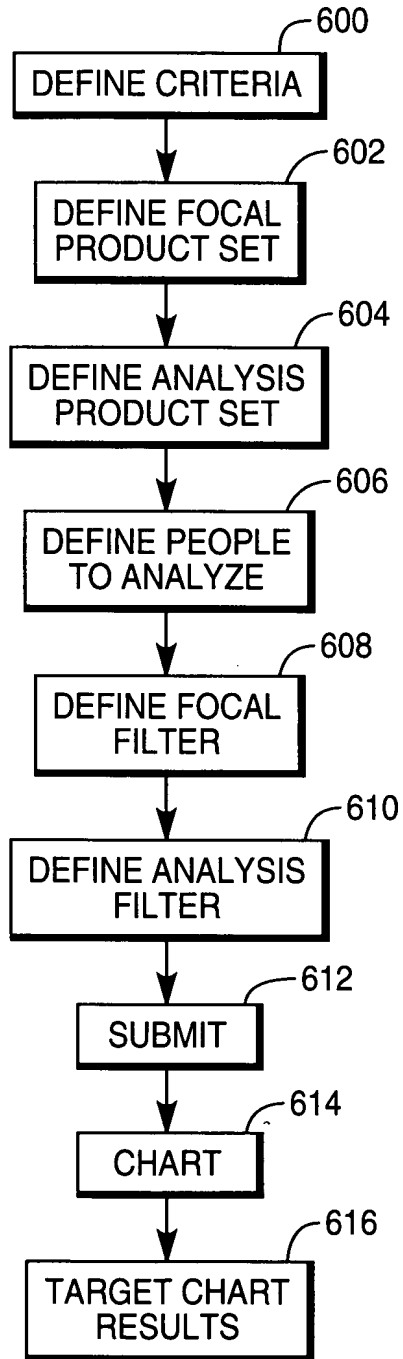 600
DEFINE CRITERIA
602
DEFINE FOCAL
PRODUCT SET
604
DEFINE ANALYSIS
PRODUCT SET
606
DEFINE PEOPLE
TO ANALYZE
608
DEFINE FOCAL
FILTER
610
DEFINE ANALYSIS
FILTER
612
SUBMIT
614
CHART
616
TARGET CHART
RESULTS